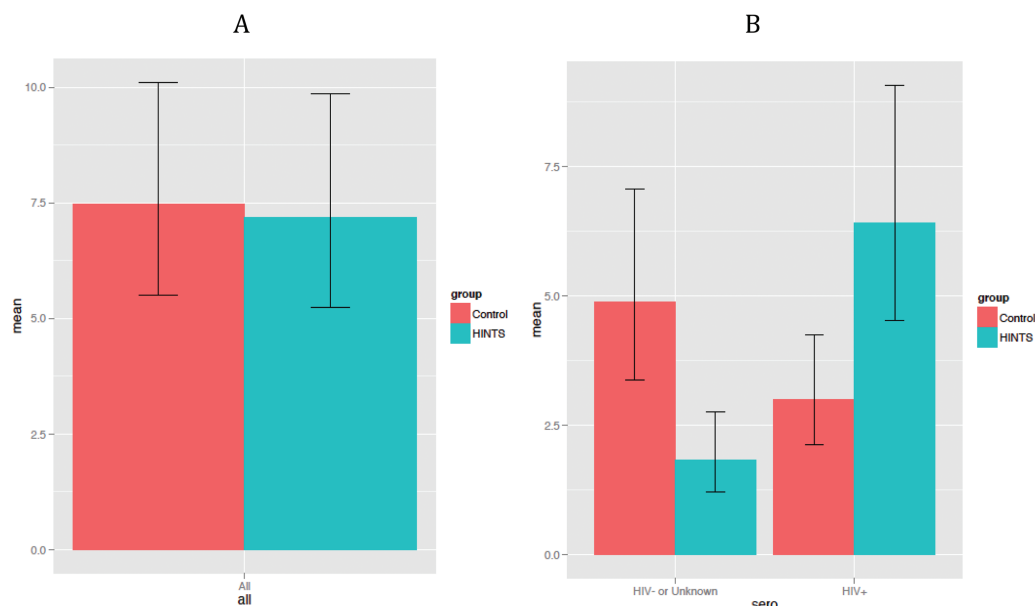 A
mean
10.0
7.5
5.0
2.5
0.0
All
all
group
Control
HINTS
B
mean
7.5
5.0
2.5
0.0
HIV- or Unknown
HIV+
sero
group
Control
HINTS